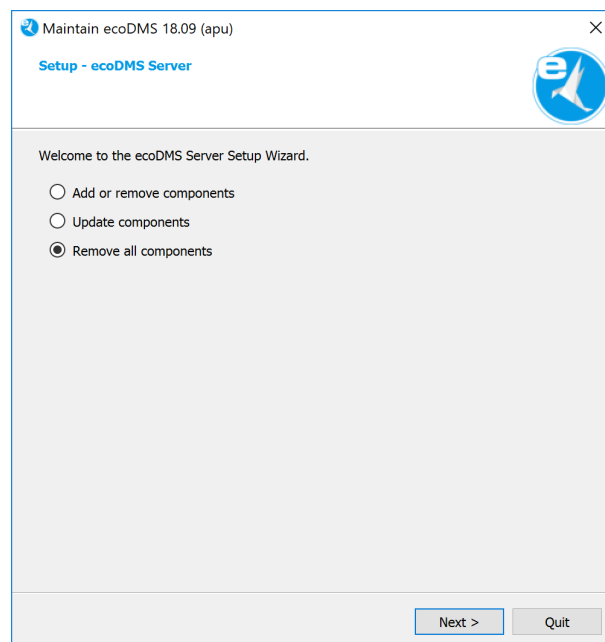 Maintain ecoDMS 18.09 (apu)
Setup - ecoDMS Server
e
Welcome to the ecoDMS Server Setup Wizard.
Add or remove components
Update components
Remove all components
Next >
Quit